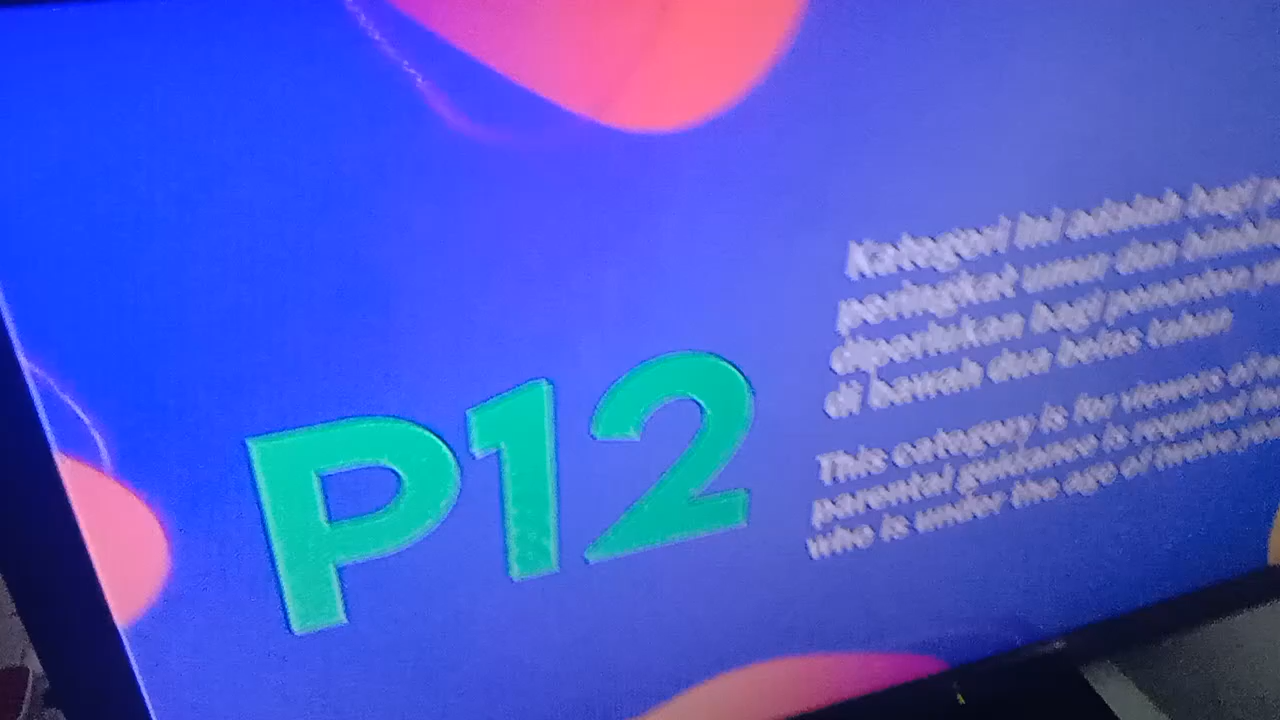 P12
Kategori ini adalah bagi
peringkat umur dan
diperlukan bagi penonton
di bawah dua belas tahun
This category is for viewers of
parental guidance is required
who is under the age of twelve